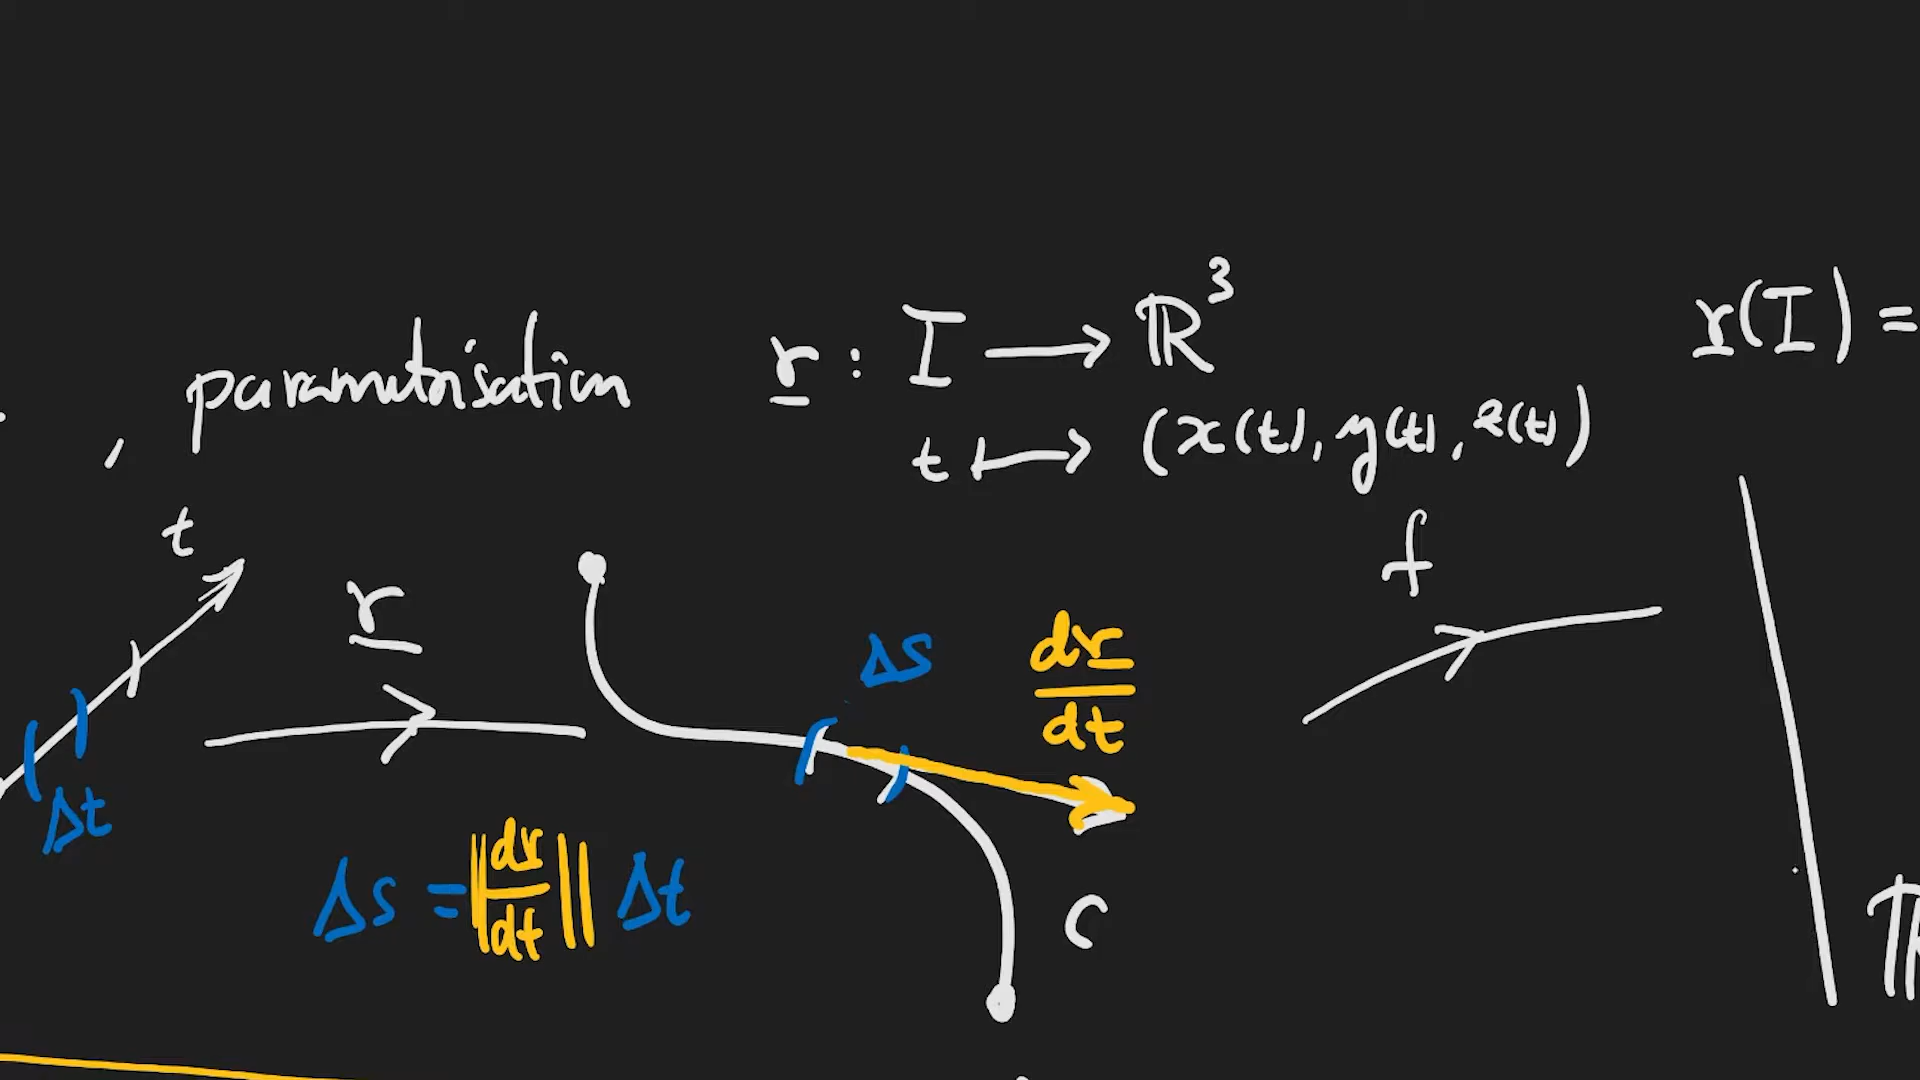 , parametrisation r : I ⟶ ℝ³ r(I) =
t ⟼ (x(t), y(t), z(t))
t
r
f
Δs
dr/dt
Δt
Δs = ||dr/dt|| Δt
C
ℝ